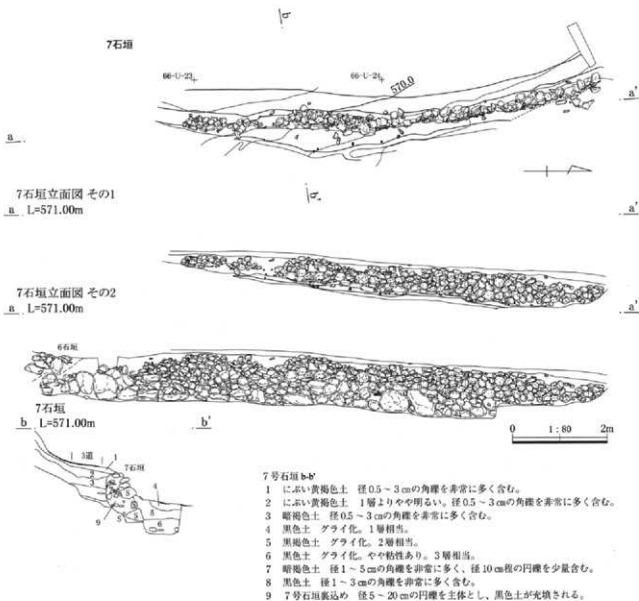 7石垣
66-U-23
66-U-24
570.0
a
a'
7石垣立面図 その1
a L=571.00m
a'
7石垣立面図 その2
a L=571.00m
a'
6石垣
7石垣
b L=571.00m
b'
0 1:80 2m
3道
7石垣
1
2
3
4
5
6
9
7号石垣 b-b'
1 にぶい黄褐色土 径0.5～3㎝の角礫を非常に多く含む。
2 にぶい黄褐色土 1層よりやや明るい。径0.5～3㎝の角礫を非常に多く含む。
3 暗褐色土 径0.5～3㎝の角礫を非常に多く含む。
4 黒色土 グライ化。1層相当。
5 黒褐色土 グライ化。2層相当。
6 黒色土 グライ化。やや粘性あり。3層相当。
7 暗褐色土 径1～5㎝の角礫を非常に多く、径10㎝程の円礫を少量含む。
8 黒色土 径1～3㎝の角礫を非常に多く含む。
9 7号石垣裏込め 径5～20㎝の円礫を主体とし、黒色土が充填される。